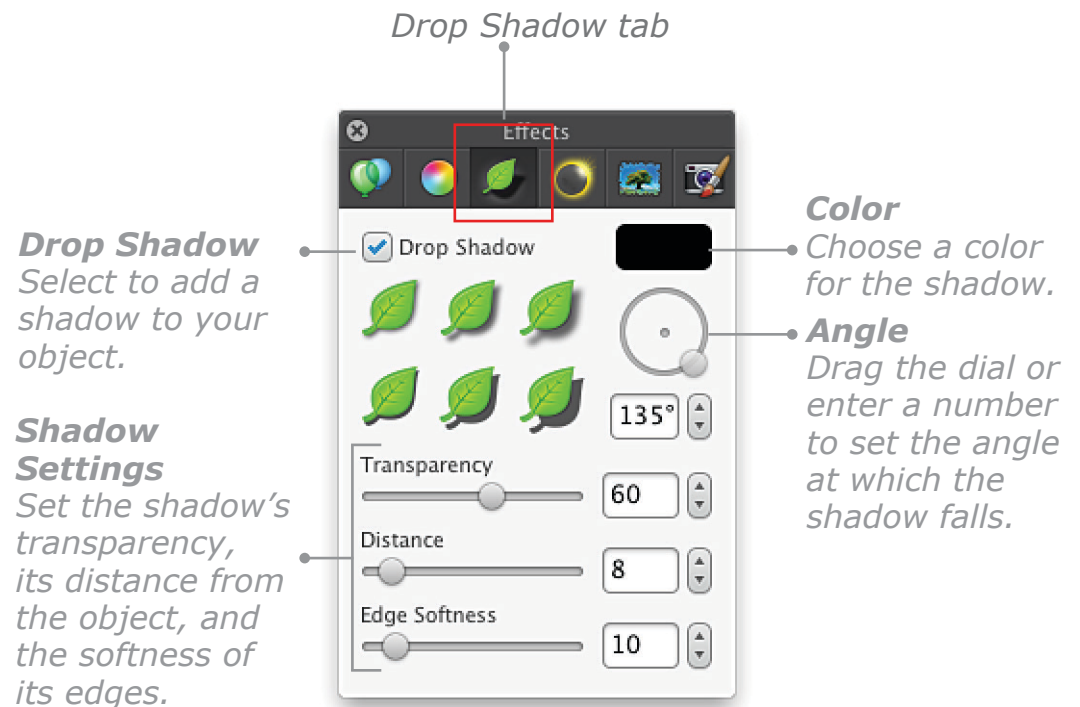 Drop Shadow tab
Effects
Drop Shadow
Select to add a
shadow to your
object.
Shadow
Settings
Set the shadow’s
transparency,
its distance from
the object, and
the softness of
its edges.
Drop Shadow
135°
Transparency
60
Distance
8
Edge Softness
10
Color
Choose a color
for the shadow.
Angle
Drag the dial or
enter a number
to set the angle
at which the
shadow falls.